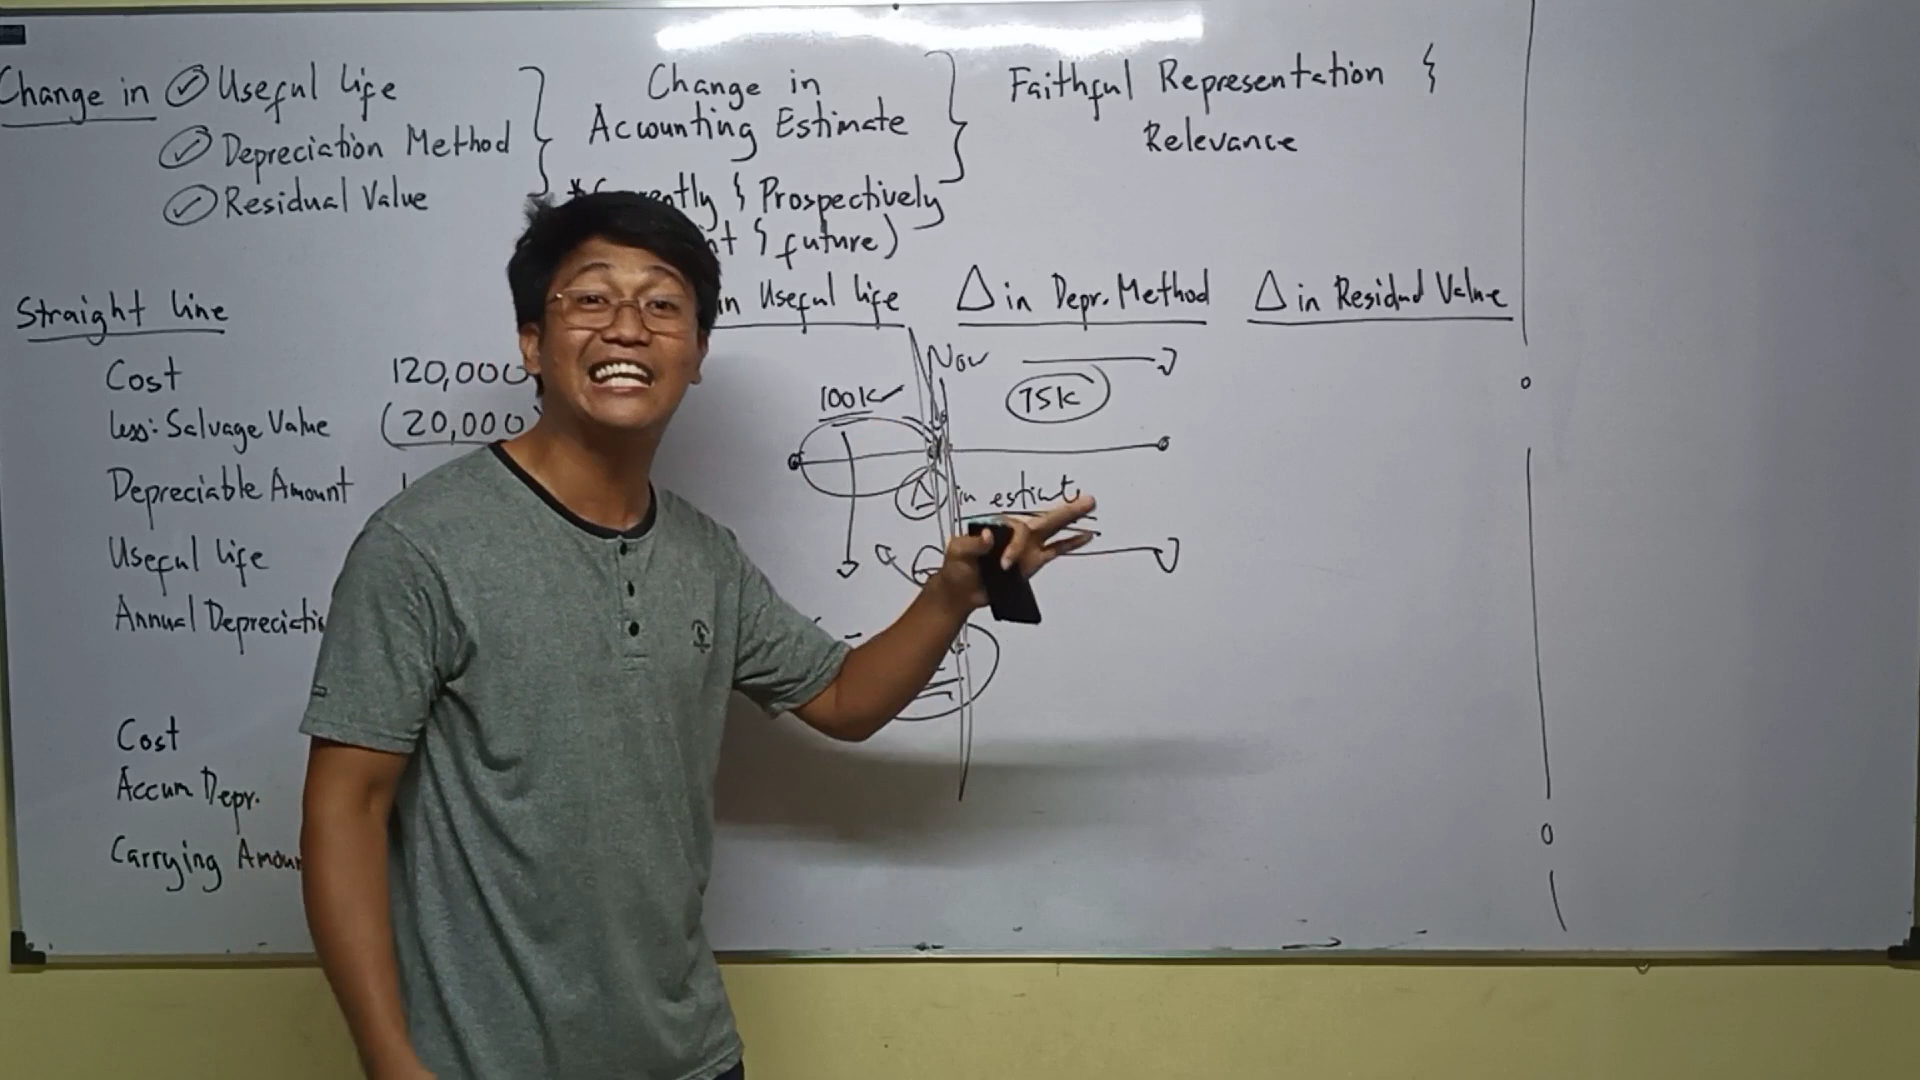 Change in ✓ Useful life
✓ Depreciation Method
✓ Residual Value
Change in
Accounting Estimate
& Prospectively
& future)
Faithful Representation &
Relevance
Straight line
Cost 120,000
less: Salvage Value (20,000
Depreciable Amount
Useful life
Annual Depreciatio
Cost
Accum Depr.
Carrying Amoun
in Useful life
Δ in Depr. Method
Δ in Residual Value
Now
100K
75K
Δ in